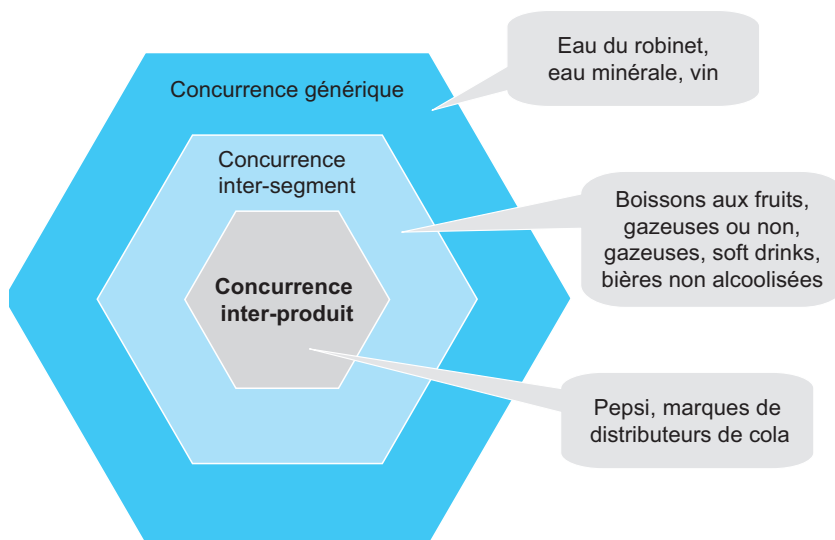 Eau du robinet,
eau minérale, vin
Concurrence générique
Concurrence
inter-segment
Boissons aux fruits,
gazeuses ou non,
gazeuses, soft drinks,
bières non alcoolisées
Concurrence
inter-produit
Pepsi, marques de
distributeurs de cola